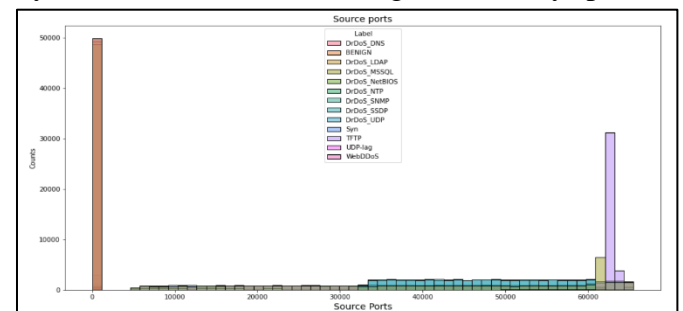 Source ports
Label
DrDoS_DNS
BENIGN
DrDoS_LDAP
DrDoS_MSSQL
DrDoS_NetBIOS
DrDoS_NTP
DrDoS_SNMP
DrDoS_SSDP
DrDoS_UDP
Syn
TFTP
UDP-lag
WebDDoS
Counts
50000
40000
30000
20000
10000
0
0 10000 20000 30000 40000 50000 60000
Source Ports